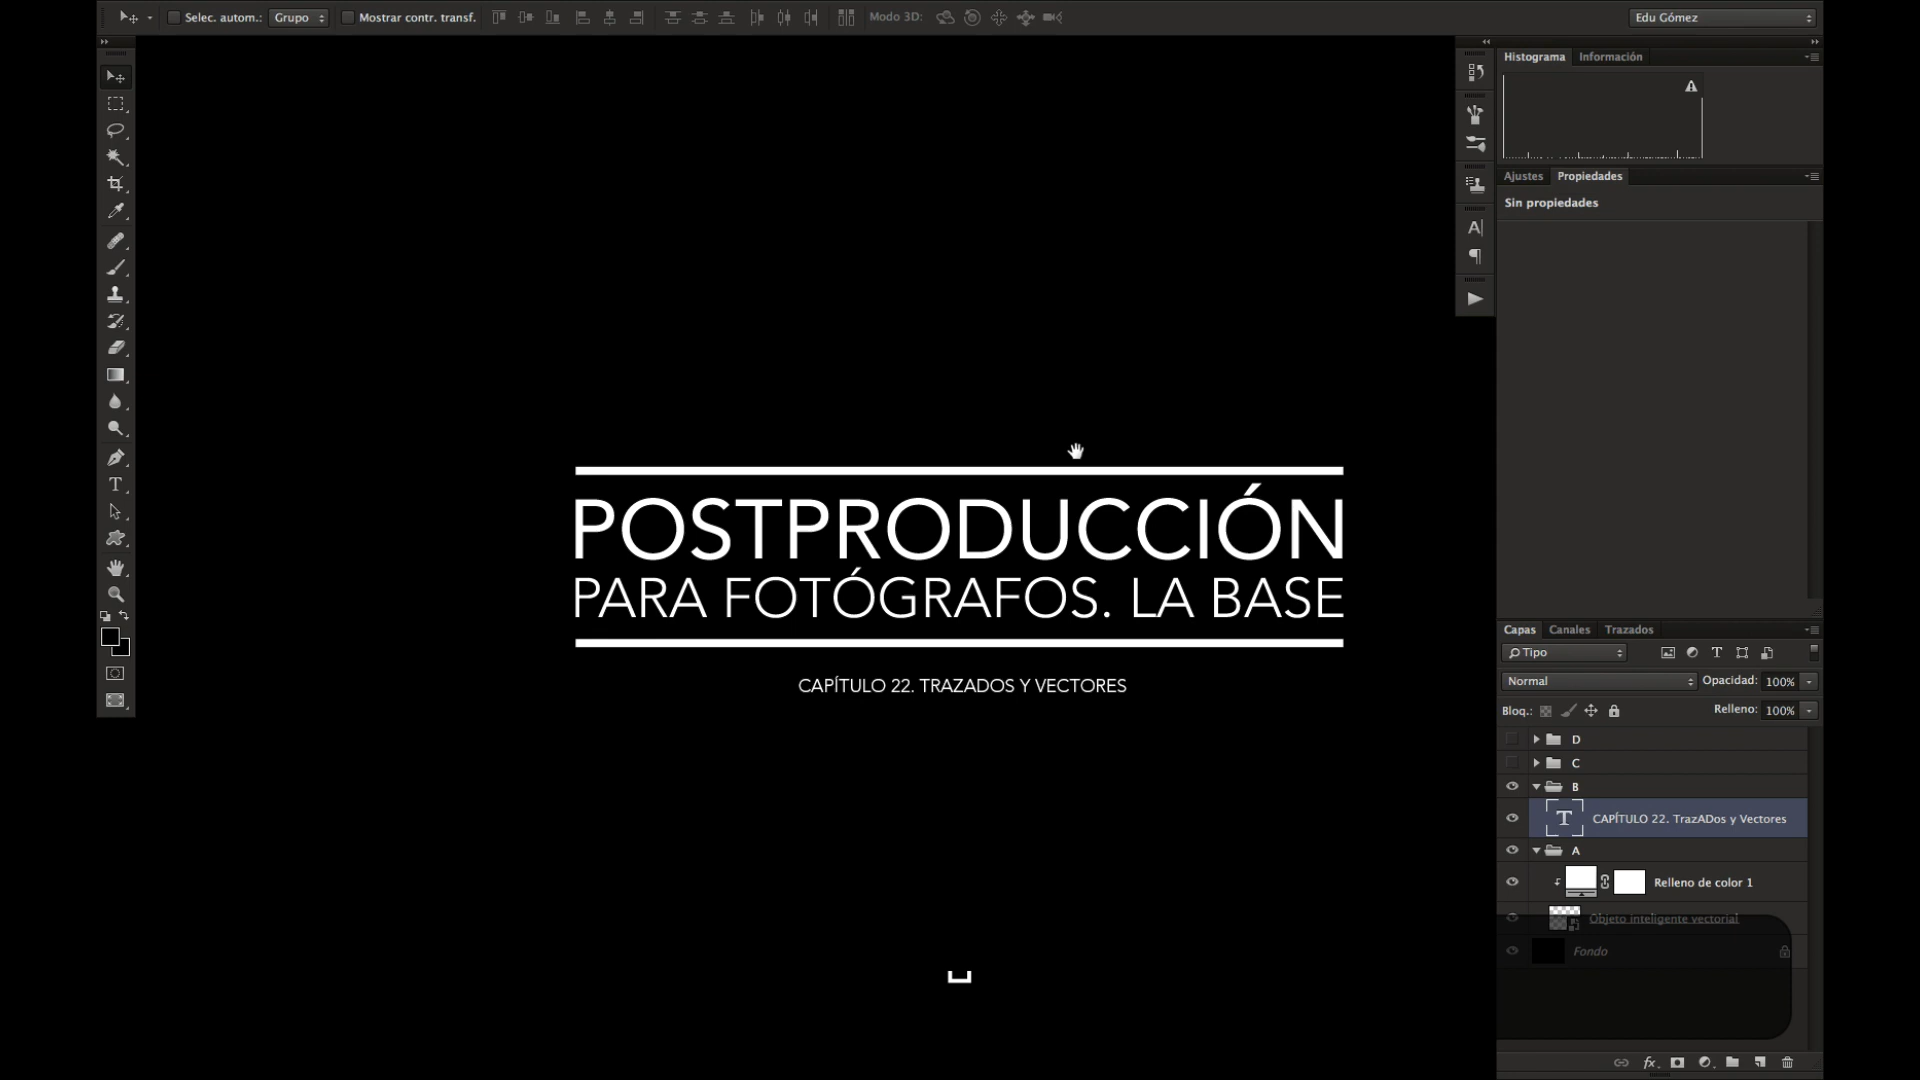 Selec. autom.: Grupo Mostrar contr. transf. Modo 3D: Edu Gómez
Histograma Información
Ajustes Propiedades
Sin propiedades
POSTPRODUCCIÓN
PARA FOTÓGRAFOS. LA BASE
CAPÍTULO 22. TRAZADOS Y VECTORES
Capas Canales Trazados
Tipo
Normal Opacidad: 100%
Bloq.: Relleno: 100%
D
C
B
CAPÍTULO 22. TrazADos y Vectores
A
Relleno de color 1
Objeto inteligente vectorial
Fondo